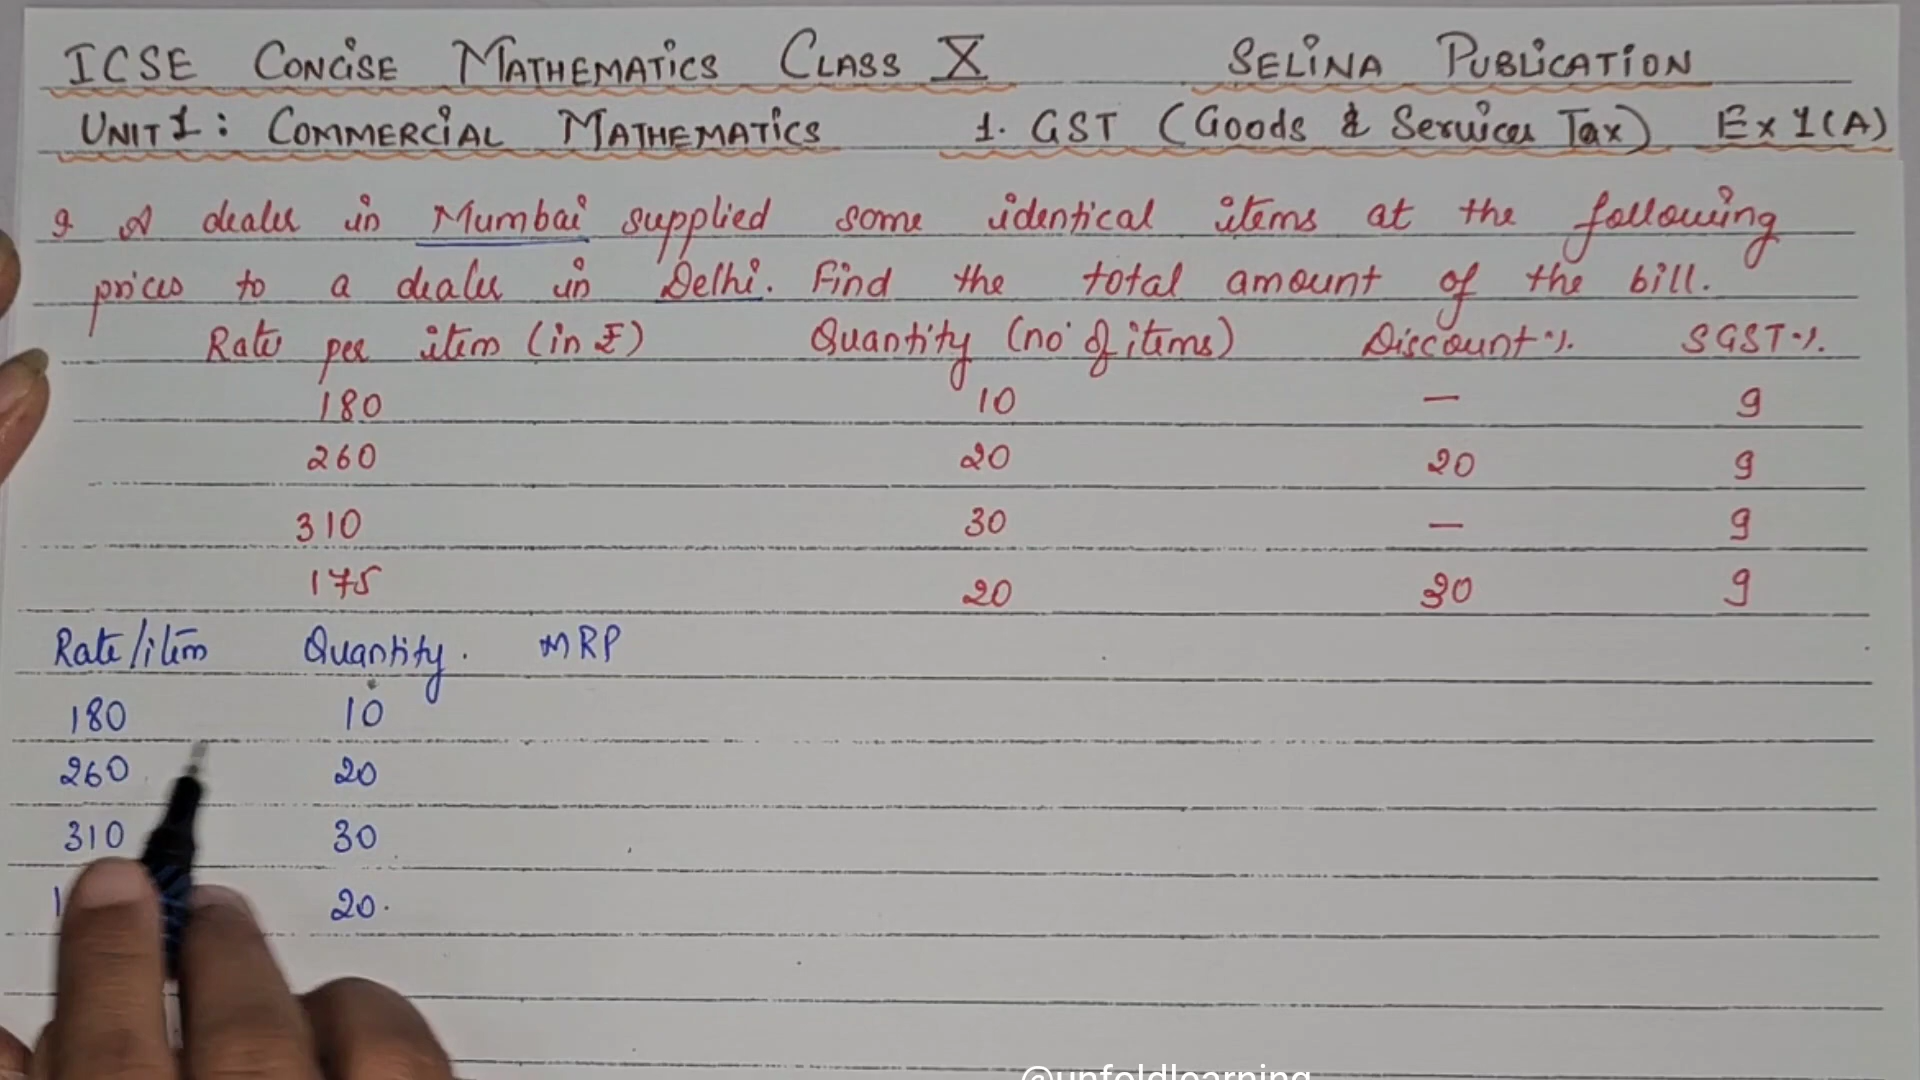 ICSE CONCISE MATHEMATICS CLASS X SELINA PUBLICATION
UNIT 1: COMMERCIAL MATHEMATICS 1. GST (Goods & Services Tax) Ex 1(A)
9 A dealer in Mumbai supplied some identical items at the following
prices to a dealer in Delhi. Find the total amount of the bill.
Rate per item (in ₹) Quantity (no of items) Discount % SGST %
180 10 — 9
260 20 20 9
310 30 — 9
175 20 30 9
Rate/item Quantity. MRP
180 10
260 20
310 30
1 20.
@unfoldlearning